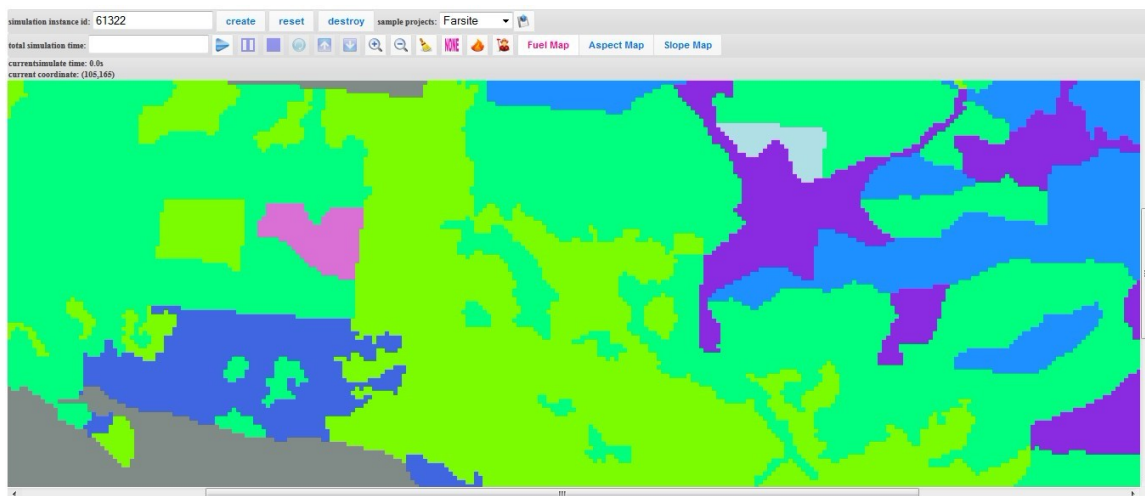 simulation instance id: 61322 create reset destroy sample projects: Farsite
total simulation time: NONE Fuel Map Aspect Map Slope Map
currentsimulate time: 0.0s
current coordinate: (105,165)